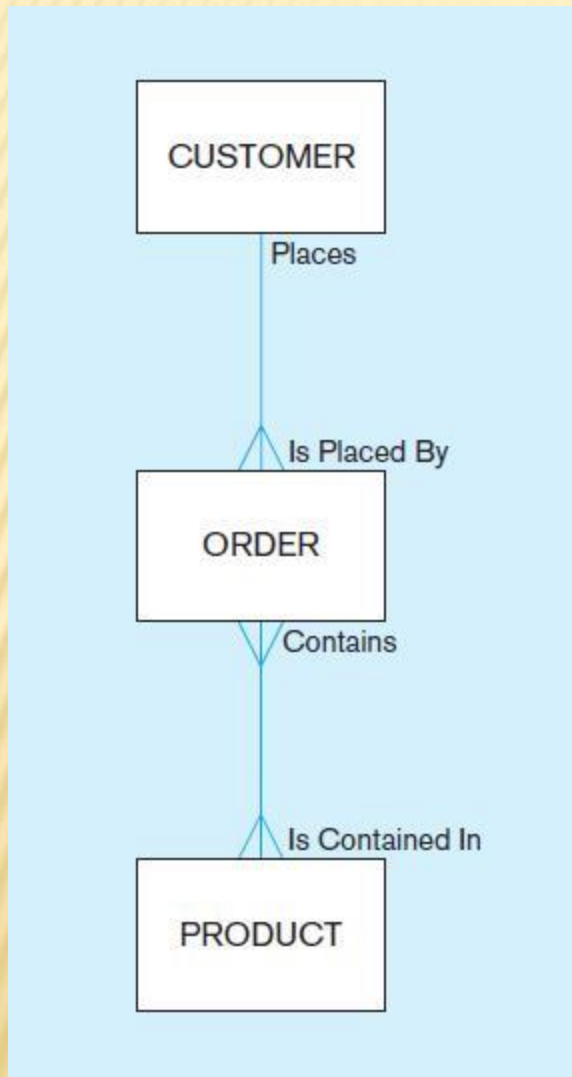 CUSTOMER
Places
Is Placed By
ORDER
Contains
Is Contained In
PRODUCT